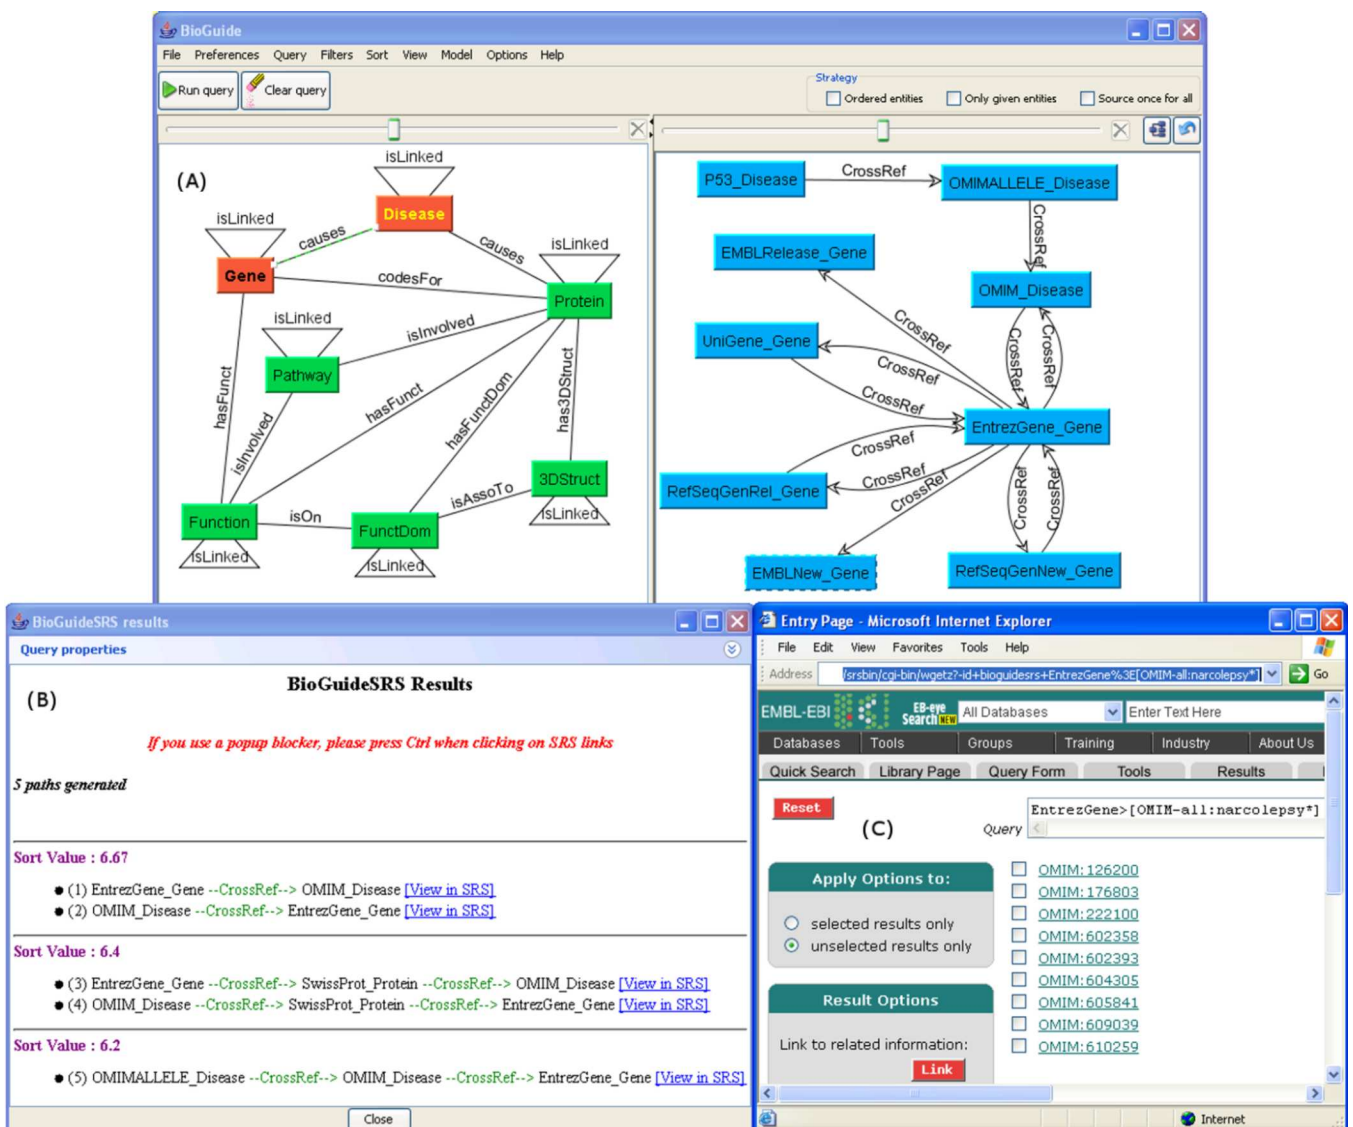 BioGuide
File Preferences Query Filters Sort View Model Options Help
Run query Clear query
Strategy
Ordered entities Only given entities Source once for all
(A)
isLinked
Disease
isLinked
causes
causes
isLinked
Gene
codesFor
Protein
isLinked
isInvolved
Pathway
hasFunct
isInvolved
hasFunct
hasFunctDom
has3DStruct
3DStruct
isAssoTo
isLinked
Function
isOn
FunctDom
isLinked
isLinked
P53_Disease
CrossRef
OMIMALLELE_Disease
CrossRef
EMBLRelease_Gene
OMIM_Disease
CrossRef
CrossRef
CrossRef
UniGene_Gene
CrossRef
CrossRef
EntrezGene_Gene
CrossRef
CrossRef
RefSeqGenRel_Gene
CrossRef
CrossRef
CrossRef
EMBLNew_Gene
RefSeqGenNew_Gene
BioGuideSRS results
Query properties
(B)
BioGuideSRS Results
If you use a popup blocker, please press Ctrl when clicking on SRS links
5 paths generated
Sort Value : 6.67
(1) EntrezGene_Gene --CrossRef--> OMIM_Disease [View in SRS]
(2) OMIM_Disease --CrossRef--> EntrezGene_Gene [View in SRS]
Sort Value : 6.4
(3) EntrezGene_Gene --CrossRef--> SwissProt_Protein --CrossRef--> OMIM_Disease [View in SRS]
(4) OMIM_Disease --CrossRef--> SwissProt_Protein --CrossRef--> EntrezGene_Gene [View in SRS]
Sort Value : 6.2
(5) OMIMALLELE_Disease --CrossRef--> OMIM_Disease --CrossRef--> EntrezGene_Gene [View in SRS]
Close
Entry Page - Microsoft Internet Explorer
File Edit View Favorites Tools Help
Address /srsbin/cgi-bin/wgetz?-id+bioguidesrs+EntrezGene%3E[OMIM-all:narcolepsy*] Go
EMBL-EBI EB-eye Search NEW All Databases Enter Text Here
Databases Tools Groups Training Industry About Us
Quick Search Library Page Query Form Tools Results
Reset
(C)
Query
EntrezGene>[OMIM-all:narcolepsy*]
Apply Options to:
selected results only
unselected results only
Result Options
Link to related information:
Link
OMIM:126200
OMIM:176803
OMIM:222100
OMIM:602358
OMIM:602393
OMIM:604305
OMIM:605841
OMIM:609039
OMIM:610259
Internet